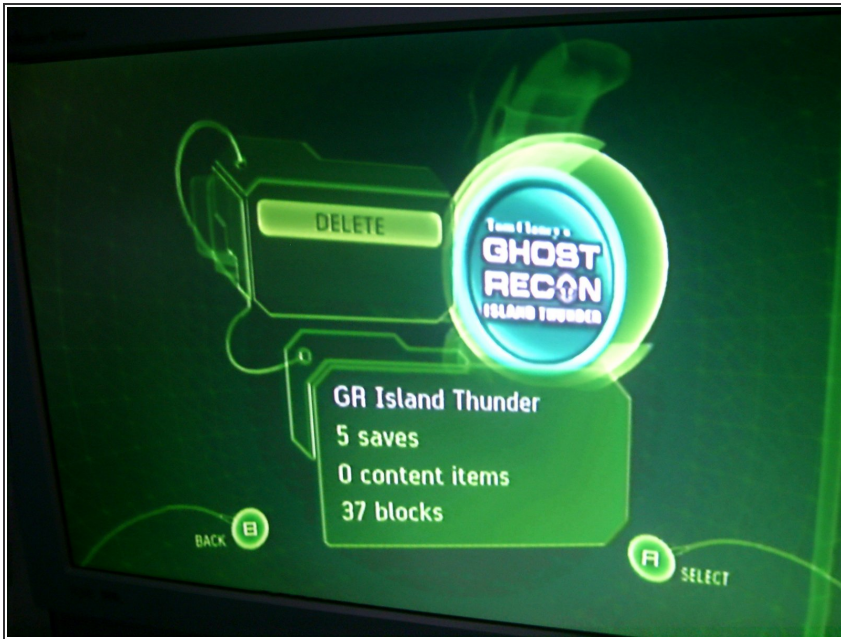 DELETE
Tom Clancy's
GHOST
RECON
ISLAND THUNDER
GR Island Thunder
5 saves
0 content items
37 blocks
BACK
B
A
SELECT